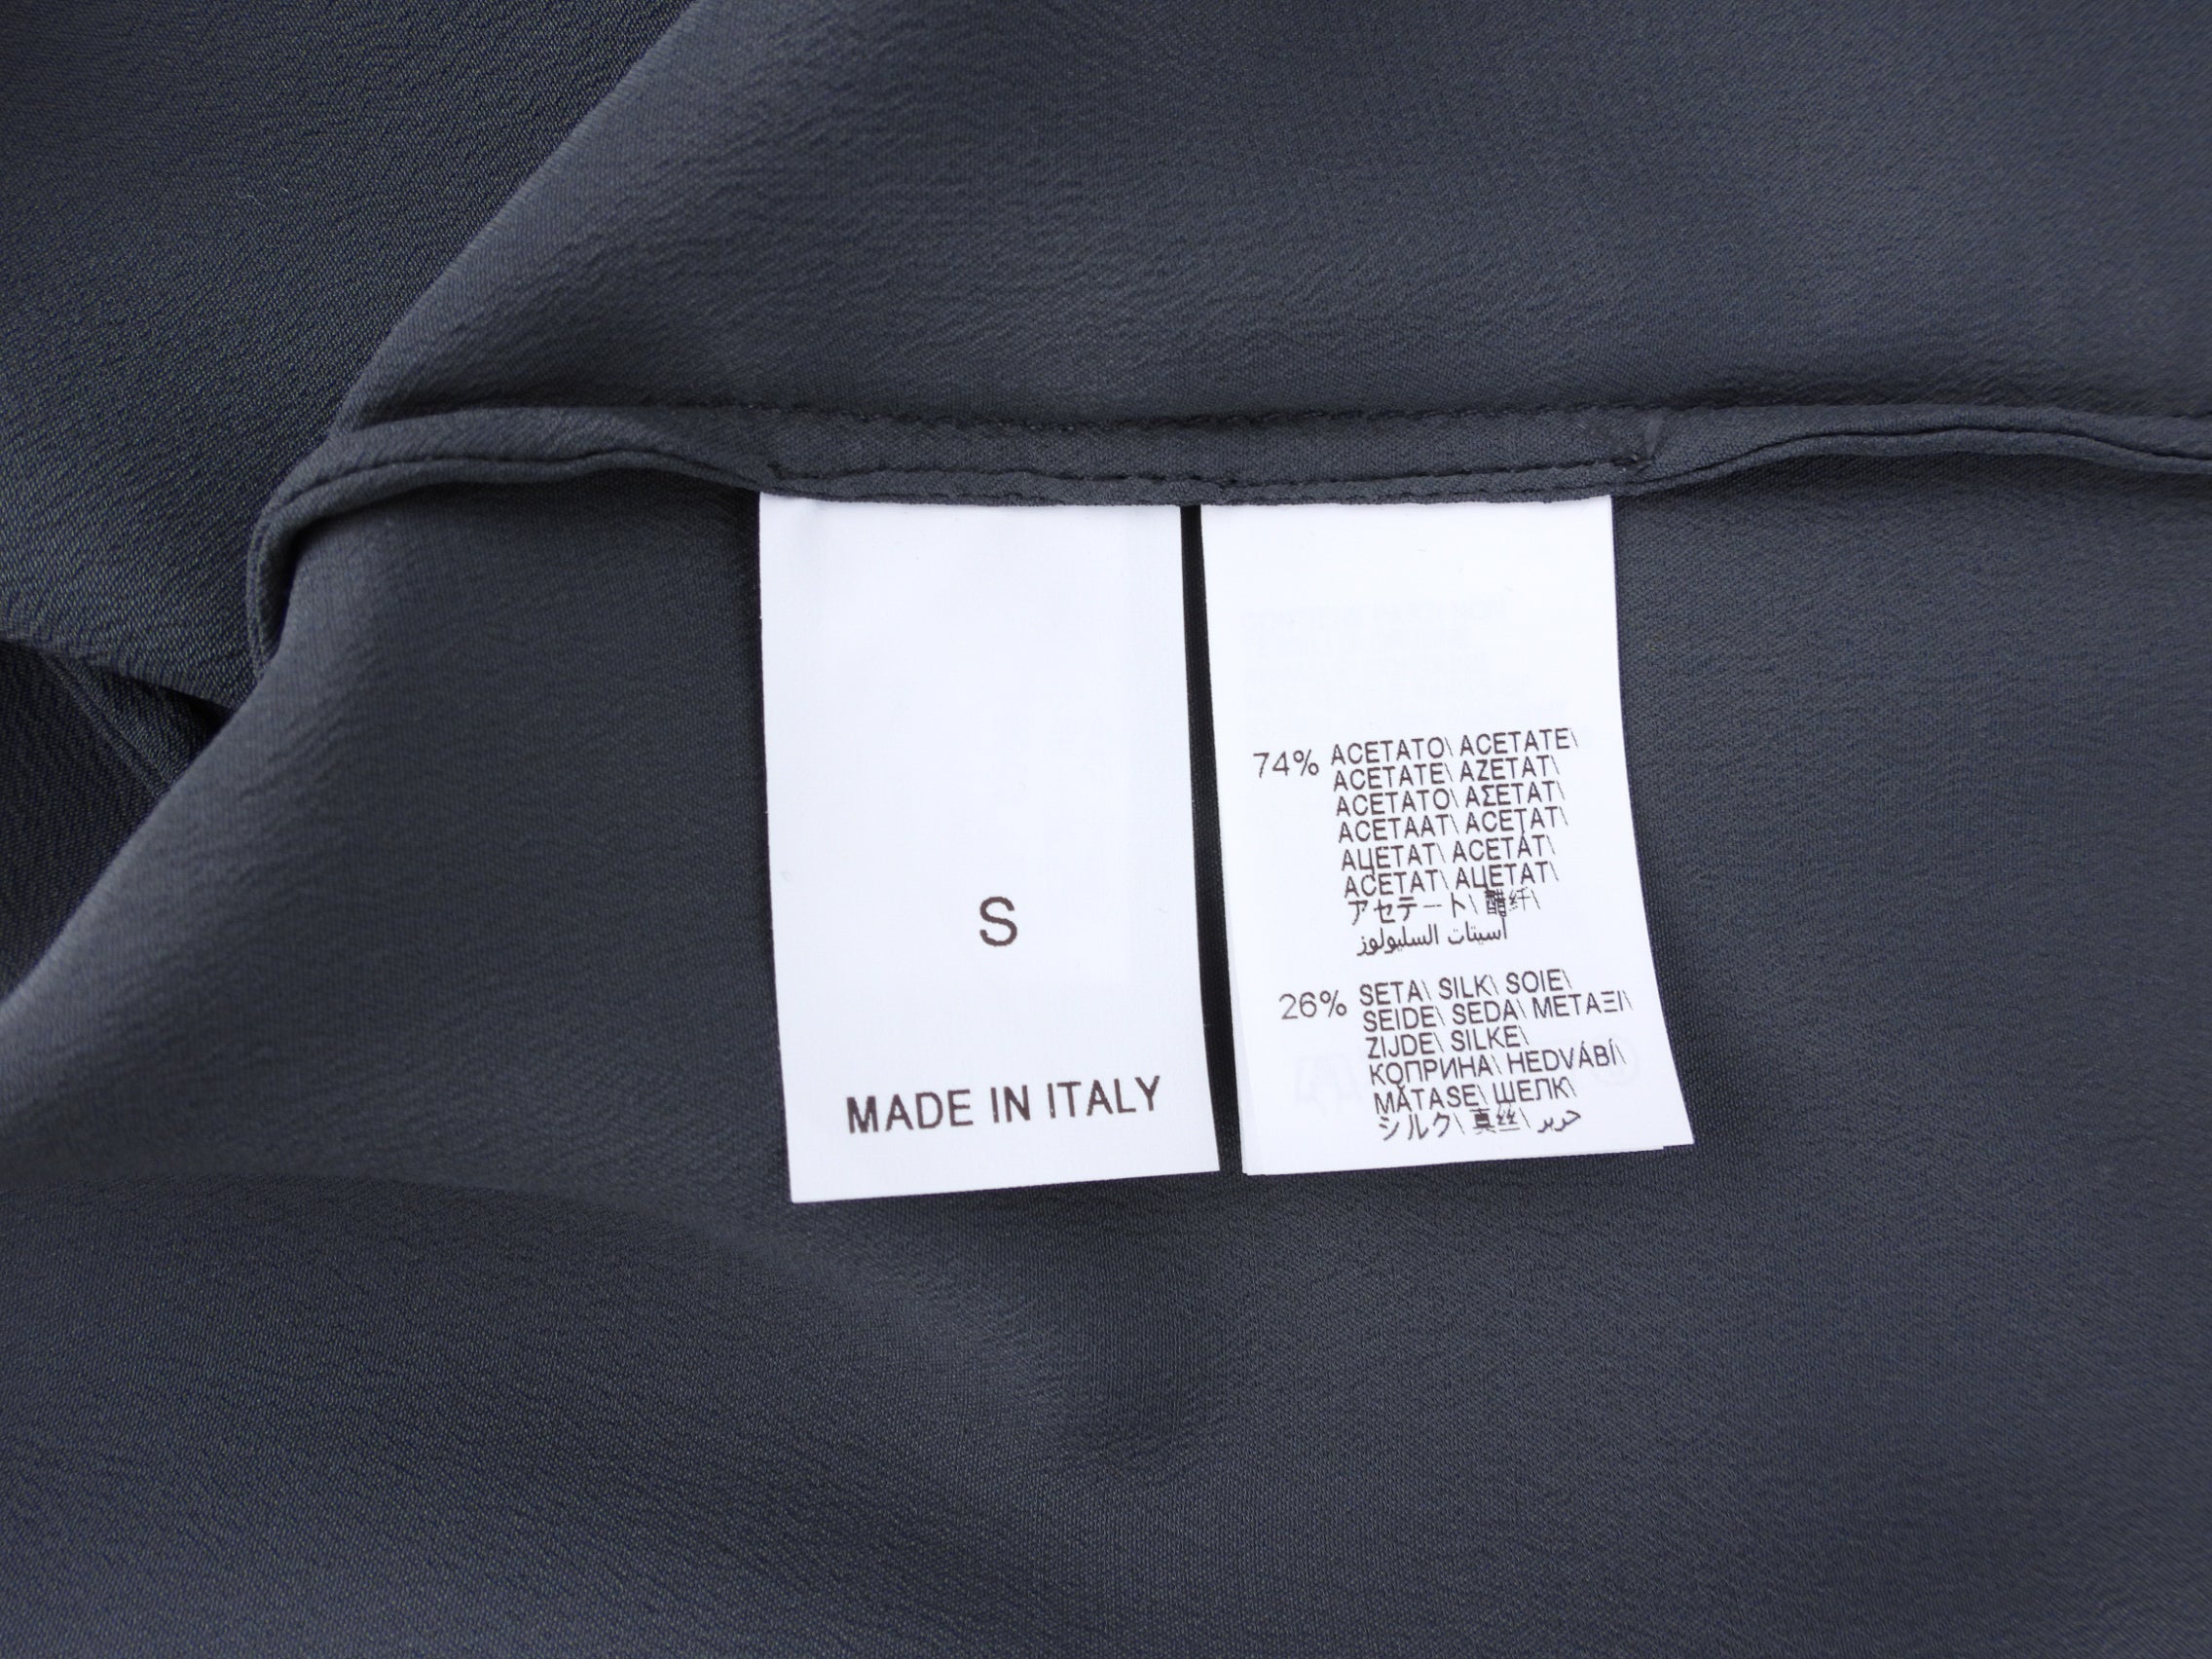 S
MADE IN ITALY
74% ACETATO\ ACETATE\
ACETATE\ AZETAT\
ACETATO\ ΑΣΕΤΑΤ\
ACETAAT\ ACETAT\
АЦЕТАТ\ ACETÁT\
ACETAT\ АЦЕТАТ\
アセテート\ 醋纤\
أسيتات السليولوز
26% SETA\ SILK\ SOIE\
SEIDE\ SEDA\ ΜΕΤΑΞΙ\
ZIJDE\ SILKE\
КОПРИНА\ HEDVÁBÍ\
MĂTASE\ ШЕЛК\
シルク\ 真丝\ حرير